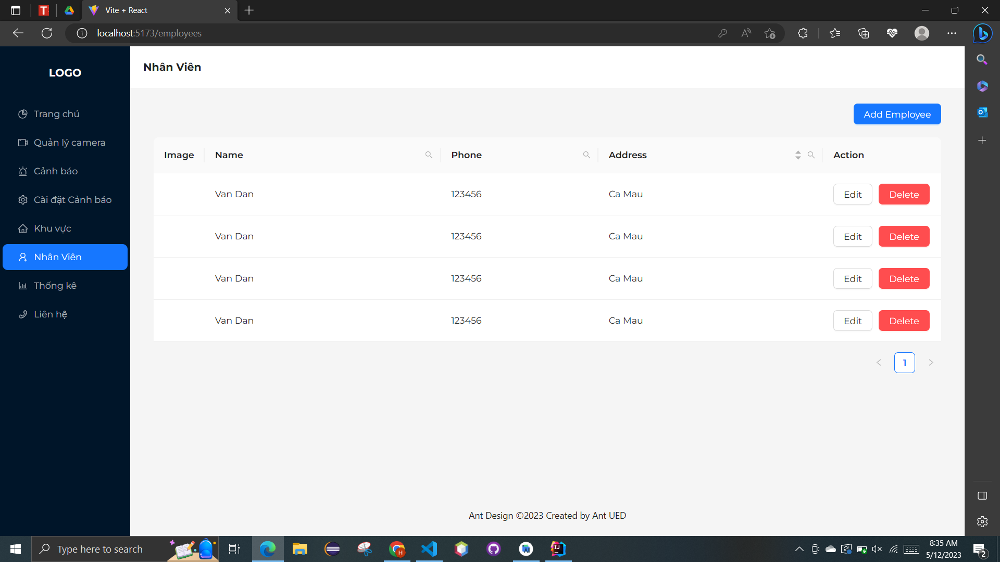 Vite + React
localhost:5173/employees
LOGO
Trang chủ
Quản lý camera
Cảnh báo
Cài đặt Cảnh báo
Khu vực
Nhân Viên
Thống kê
Liên hệ
Nhân Viên
Add Employee
Image Name Phone Address Action
Van Dan 123456 Ca Mau Edit Delete
Van Dan 123456 Ca Mau Edit Delete
Van Dan 123456 Ca Mau Edit Delete
Van Dan 123456 Ca Mau Edit Delete
1
Ant Design ©2023 Created by Ant UED
Type here to search
8:35 AM
5/12/2023
2